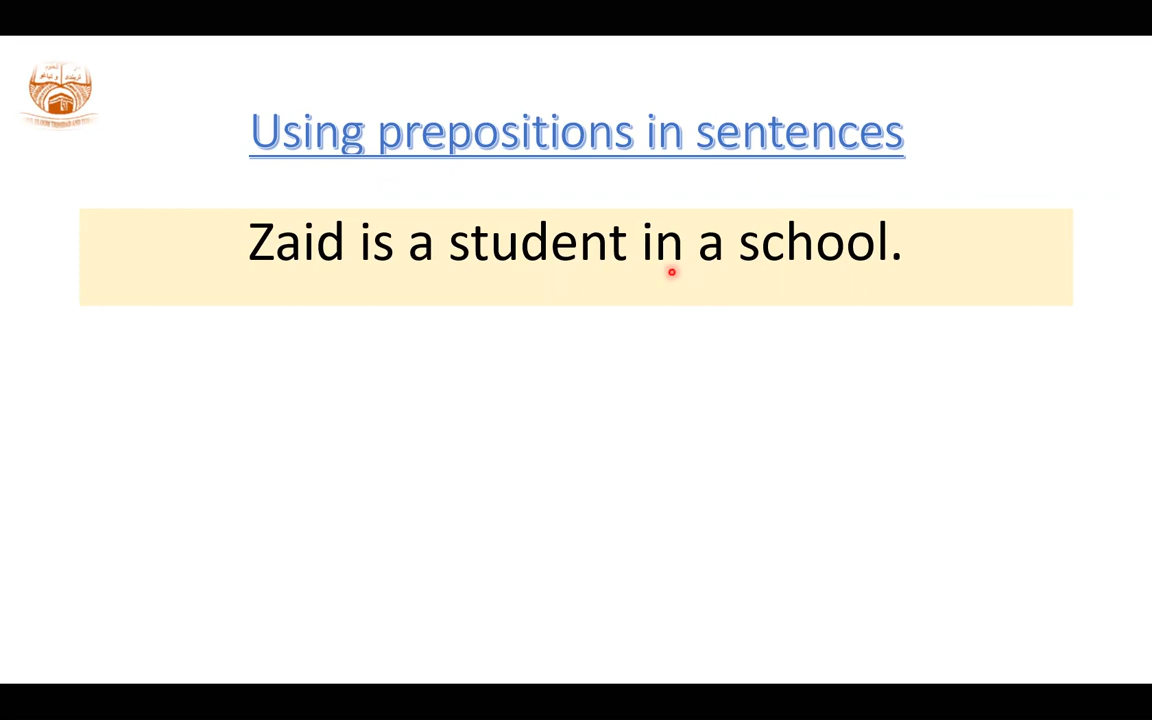 Using prepositions in sentences
Zaid is a student in a school.